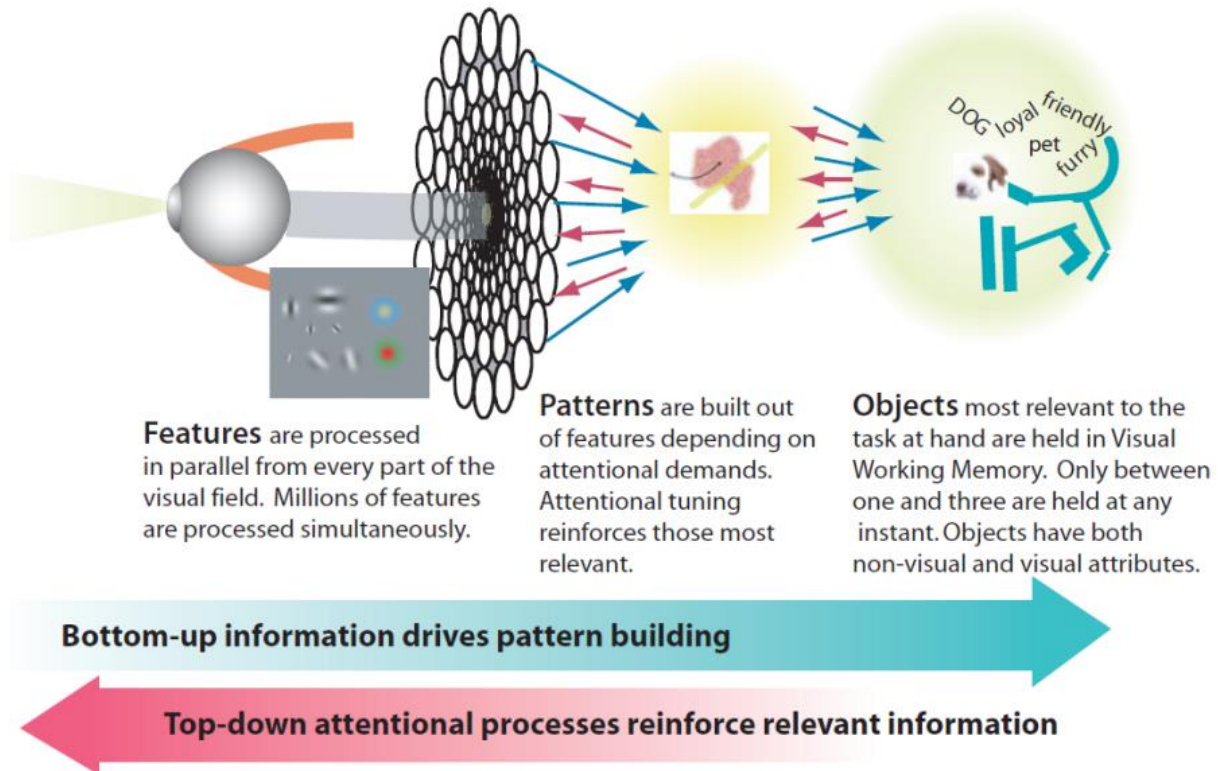 DOG loyal friendly
pet furry
Features are processed
in parallel from every part of the
visual field. Millions of features
are processed simultaneously.
Patterns are built out
of features depending on
attentional demands.
Attentional tuning
reinforces those most
relevant.
Objects most relevant to the
task at hand are held in Visual
Working Memory. Only between
one and three are held at any
instant. Objects have both
non-visual and visual attributes.
Bottom-up information drives pattern building
Top-down attentional processes reinforce relevant information